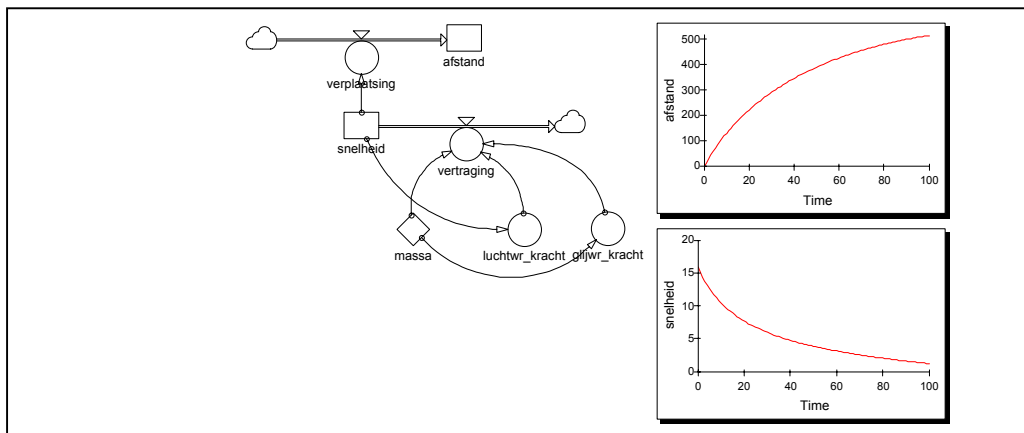 afstand
verplaatsing
snelheid
vertraging
massa
luchtwr_kracht
glijwr_kracht
500
400
300
200
100
0
afstand
0 20 40 60 80 100
Time
20
15
10
5
0
snelheid
0 20 40 60 80 100
Time